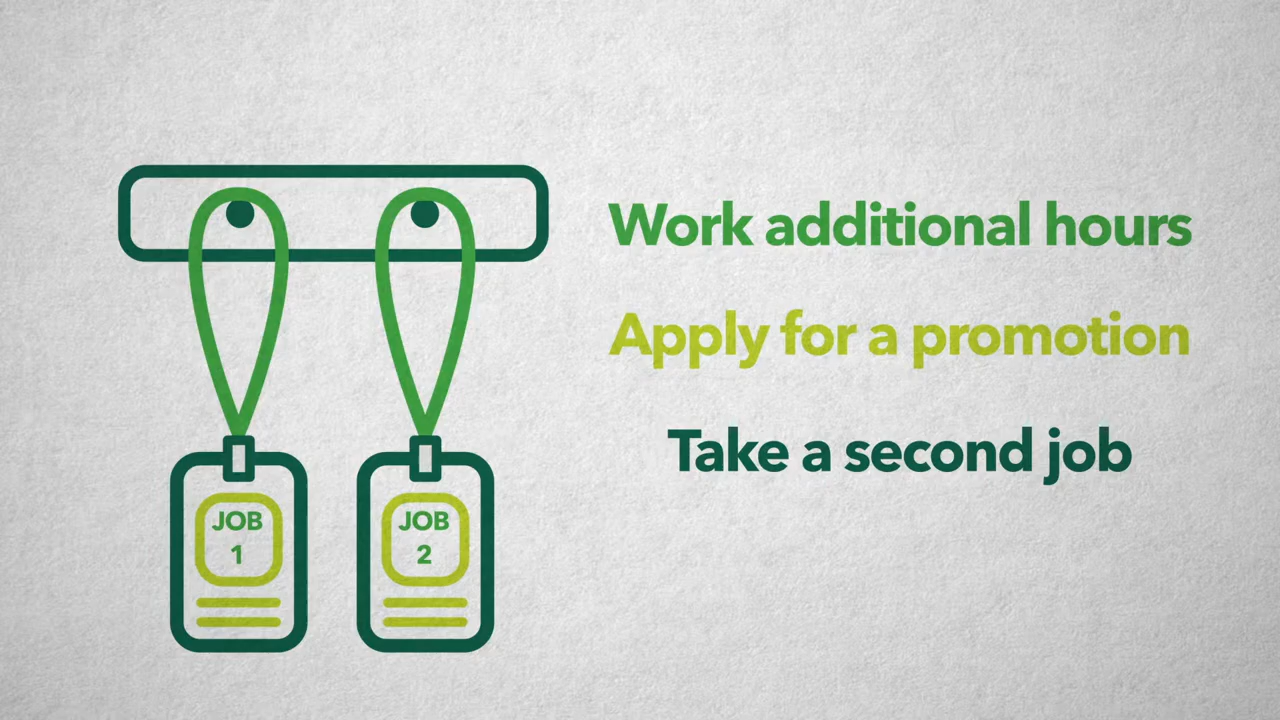 Work additional hours
Apply for a promotion
Take a second job
JOB
1
JOB
2